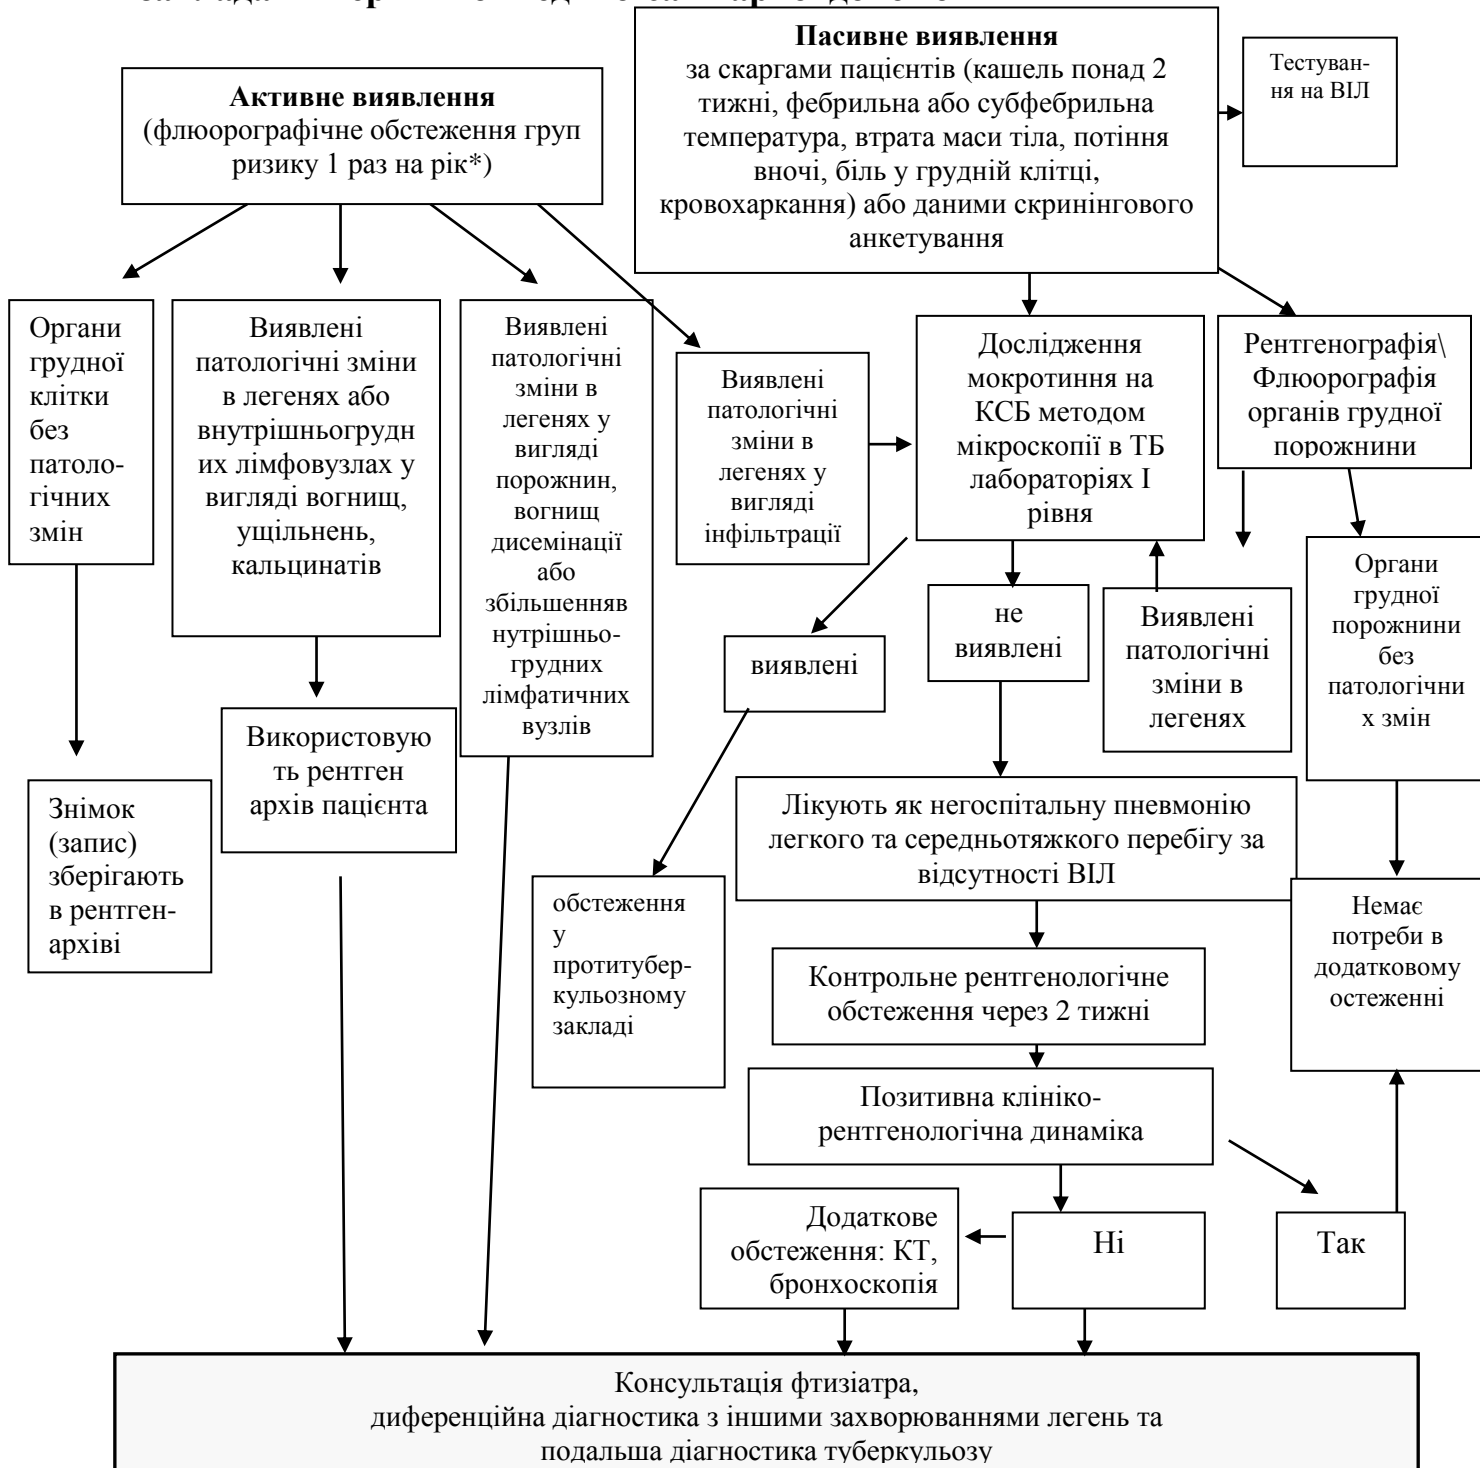 Пасивне виявлення
за скаргами пацієнтів (кашель понад 2
тижні, фебрильна або субфебрильна
температура, втрата маси тіла, потіння
вночі, біль у грудній клітці,
кровохаркання) або даними скринінгового
анкетування
Тестуван-
ня на ВІЛ
Активне виявлення
(флюорографічне обстеження груп
ризику 1 раз на рік*)
Органи
грудної
клітки
без
патоло-
гічних
змін
Виявлені
патологічні зміни
в легенях або
внутрішньогрудн
их лімфовузлах у
вигляді вогнищ,
ущільнень,
кальцинатів
Виявлені
патологічні
зміни в
легенях у
вигляді
порожнин,
вогнищ
дисемінації
або
збільшенняв
нутрішньо-
грудних
лімфатичних
вузлів
Виявлені
патологічні
зміни в
легенях у
вигляді
інфільтрації
Дослідження
мокротиння на
КСБ методом
мікроскопії в ТБ
лабораторіях І
рівня
Рентгенографія\
Флюорографія
органів грудної
порожнини
виявлені
не
виявлені
Виявлені
патологічні
зміни в
легенях
Органи
грудної
порожнини
без
патологічни
х змін
Знімок
(запис)
зберігають
в рентген-
архіві
Використовую
ть рентген
архів пацієнта
обстеження
у
протитубер-
кульозному
закладі
Лікують як негоспітальну пневмонію
легкого та середньотяжкого перебігу за
відсутності ВІЛ
Немає
потреби в
додатковому
остеженні
Контрольне рентгенологічне
обстеження через 2 тижні
Позитивна клініко-
рентгенологічна динаміка
Додаткове
обстеження: КТ,
бронхоскопія
Ні
Так
Консультація фтизіатра,
диференційна діагностика з іншими захворюваннями легень та
подальша діагностика туберкульозу